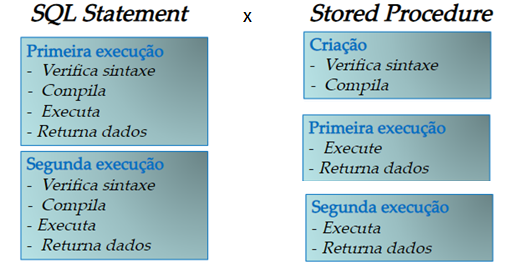 SQL Statement x Stored Procedure
Primeira execução
- Verifica sintaxe
- Compila
- Executa
- Returna dados
Segunda execução
- Verifica sintaxe
- Compila
- Executa
- Returna dados
Criação
- Verifica sintaxe
- Compila
Primeira execução
- Execute
- Returna dados
Segunda execução
- Executa
- Returna dados